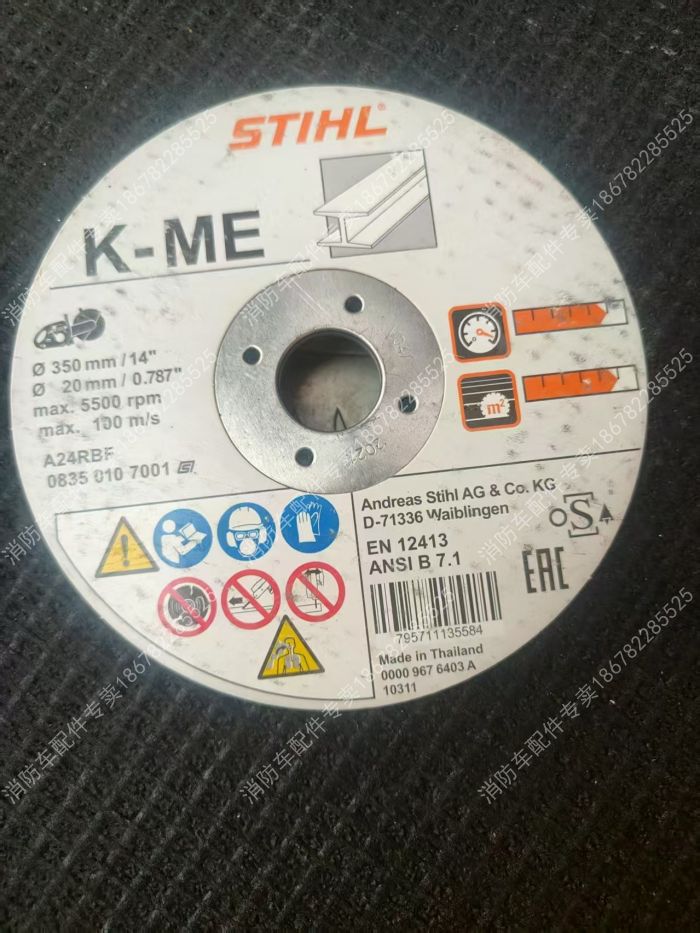 STIHL®
K-ME
Ø 350 mm / 14"
Ø 20 mm / 0.787"
max. 5500 rpm
max. 100 m/s
A24RBF
0835 010 7001
m²
Andreas Stihl AG & Co. KG
D-71336 Waiblingen
EN 12413
ANSI B 7.1
oSA
EAC
795711135584
Made in Thailand
0000 967 6403 A
10311
消防车配件专卖186782285525